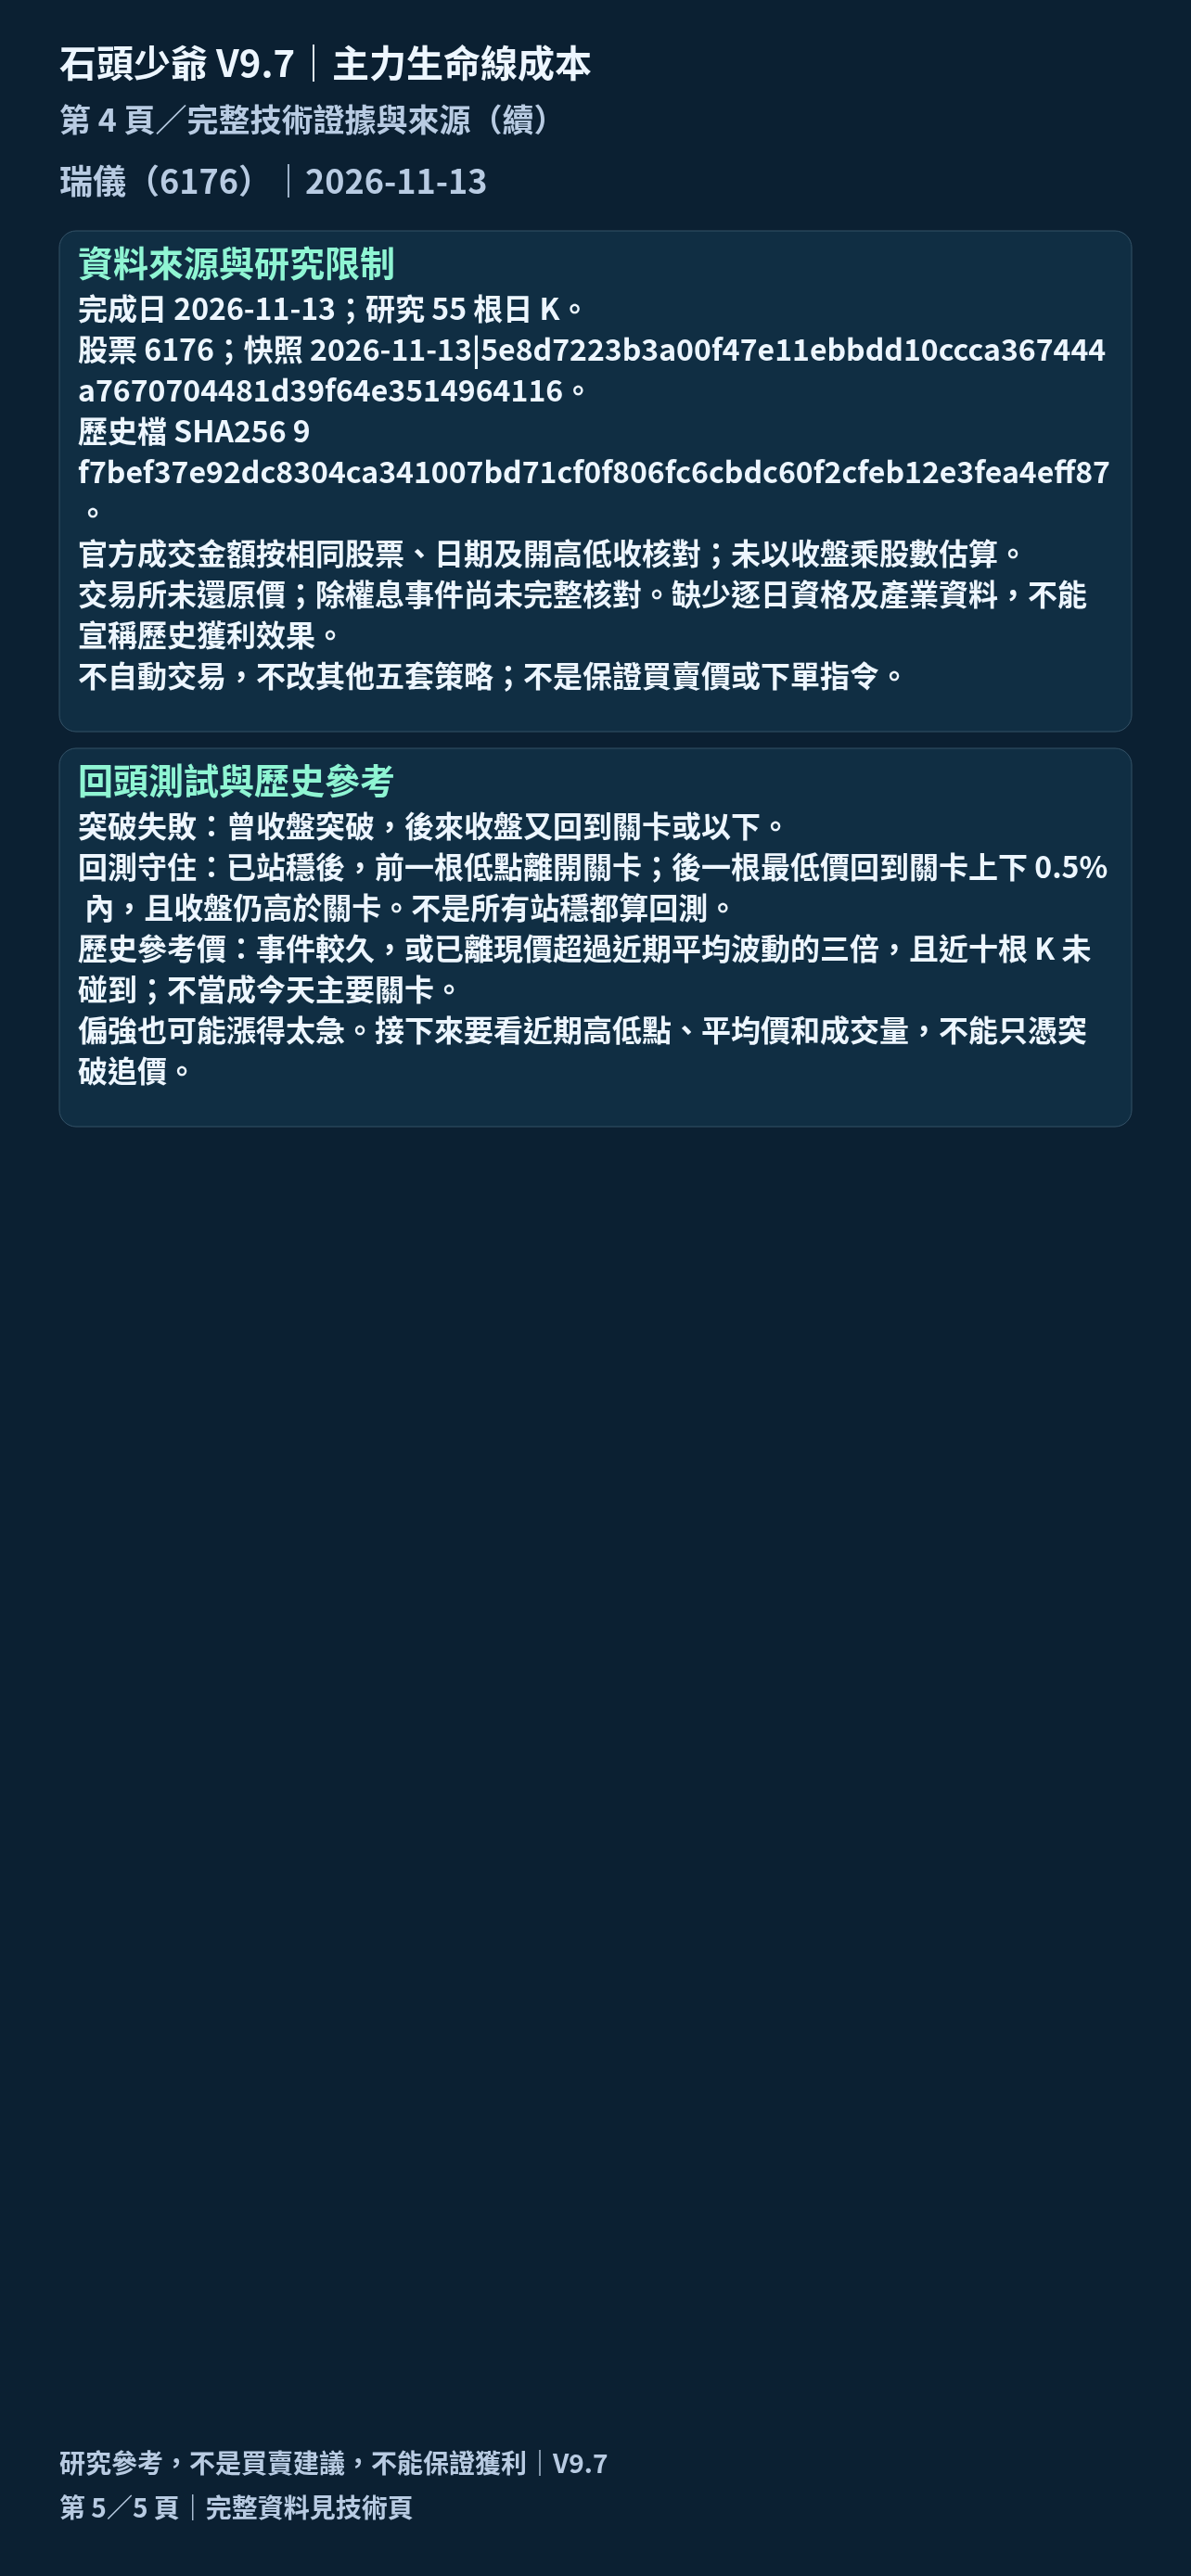 石頭少爺 V9.7｜主力生命線成本
第 4 頁／完整技術證據與來源（續）
瑞儀（6176）｜2026-11-13
資料來源與研究限制
完成日 2026-11-13；研究 55 根日 K。
股票 6176；快照 2026-11-13|5e8d7223b3a00f47e11ebbdd10ccca367444
a7670704481d39f64e3514964116。
歷史檔 SHA256 9
f7bef37e92dc8304ca341007bd71cf0f806fc6cbdc60f2cfeb12e3fea4eff87
。
官方成交金額按相同股票、日期及開高低收核對；未以收盤乘股數估算。
交易所未還原價；除權息事件尚未完整核對。缺少逐日資格及產業資料，不能
宣稱歷史獲利效果。
不自動交易，不改其他五套策略；不是保證買賣價或下單指令。
回頭測試與歷史參考
突破失敗：曾收盤突破，後來收盤又回到關卡或以下。
回測守住：已站穩後，前一根低點離開關卡；後一根最低價回到關卡上下 0.5%
內，且收盤仍高於關卡。不是所有站穩都算回測。
歷史參考價：事件較久，或已離現價超過近期平均波動的三倍，且近十根 K 未
碰到；不當成今天主要關卡。
偏強也可能漲得太急。接下來要看近期高低點、平均價和成交量，不能只憑突
破追價。
研究參考，不是買賣建議，不能保證獲利｜V9.7
第 5／5 頁｜完整資料見技術頁